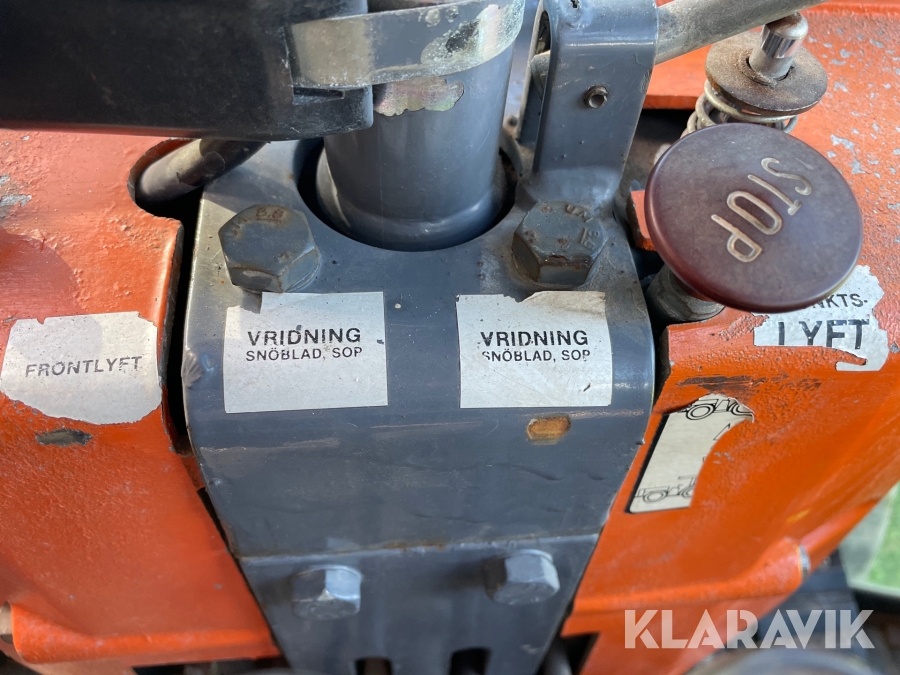 STOP
VRIDNING
SNÖBLAD, SOP
VRIDNING
SNÖBLAD, SOP
FRONTLYFT
LYFT
KLARAVIK